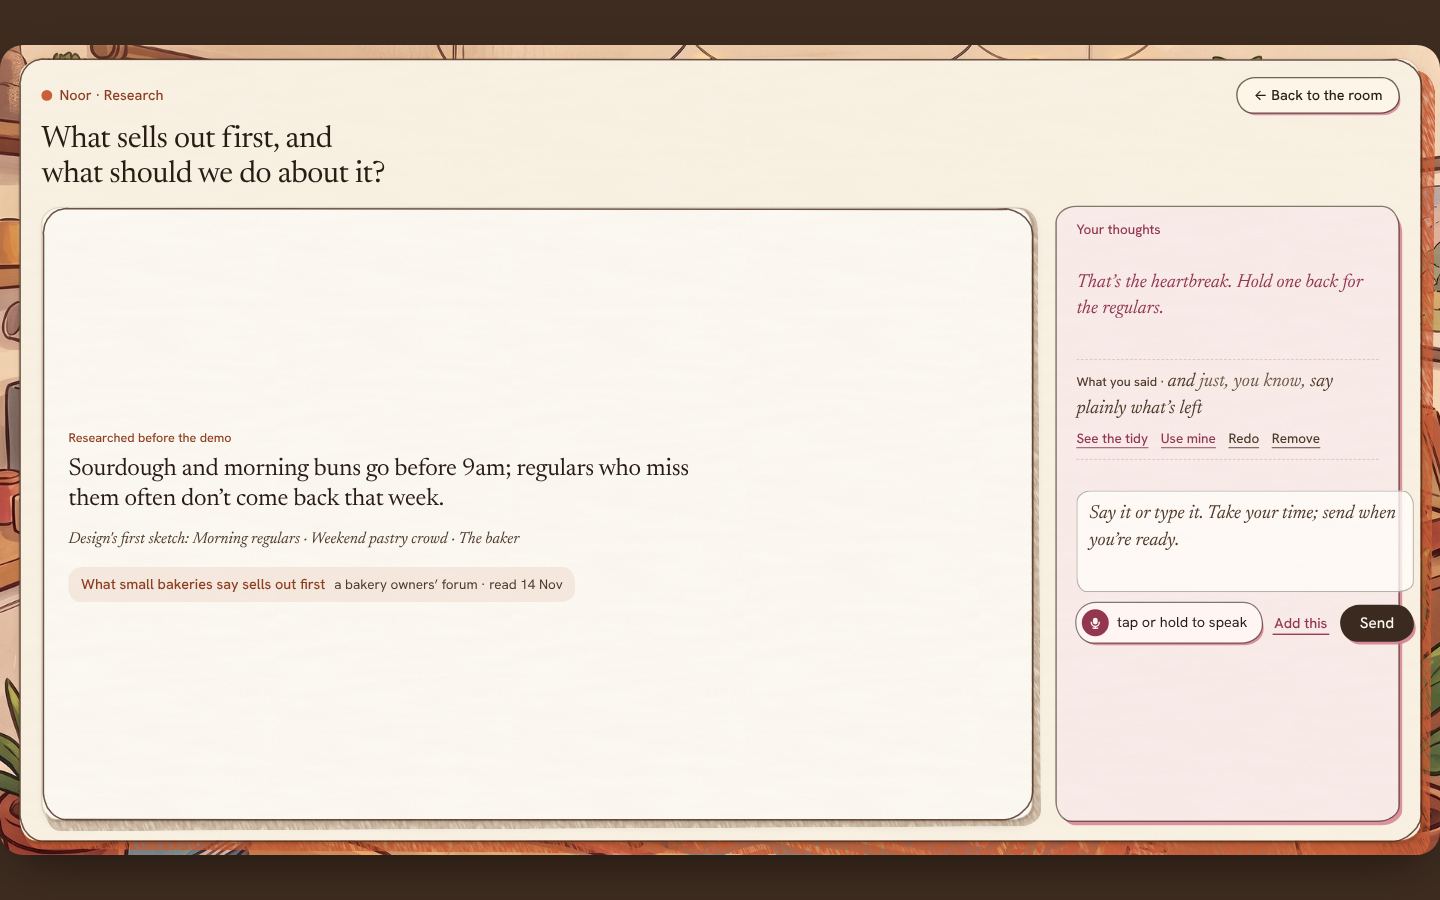 Noor · Research
← Back to the room
What sells out first, and
what should we do about it?
Researched before the demo
Sourdough and morning buns go before 9am; regulars who miss
them often don’t come back that week.
Design’s first sketch: Morning regulars · Weekend pastry crowd · The baker
What small bakeries say sells out first a bakery owners’ forum · read 14 Nov
Your thoughts
That’s the heartbreak. Hold one back for
the regulars.
What you said · and just, you know, say
plainly what’s left
See the tidy Use mine Redo Remove
Say it or type it. Take your time; send when
you’re ready.
tap or hold to speak Add this Send